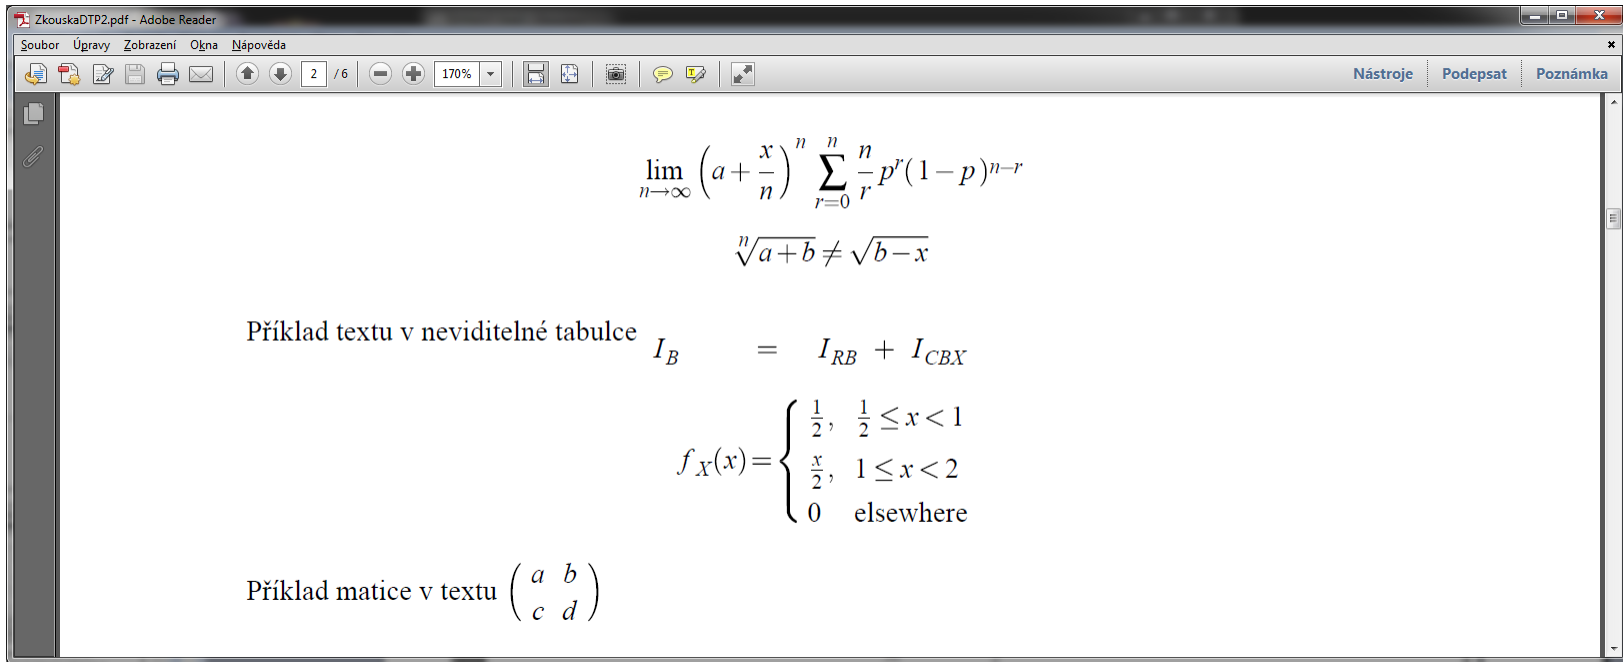 ZkouskaDTP2.pdf - Adobe Reader
Soubor Úpravy Zobrazení Okna Nápověda
2 / 6 170% Nástroje Podepsat Poznámka
lim n→∞ (a + x/n)^n ∑_{r=0}^{n} n/r p^r (1−p)^{n−r}
ⁿ√(a+b) ≠ √(b−x)
Příklad textu v neviditelné tabulce I_B = I_RB + I_CBX
f_X(x) = {
1/2, 1/2 ≤ x < 1
x/2, 1 ≤ x < 2
0 elsewhere
Příklad matice v textu ( a b
c d )